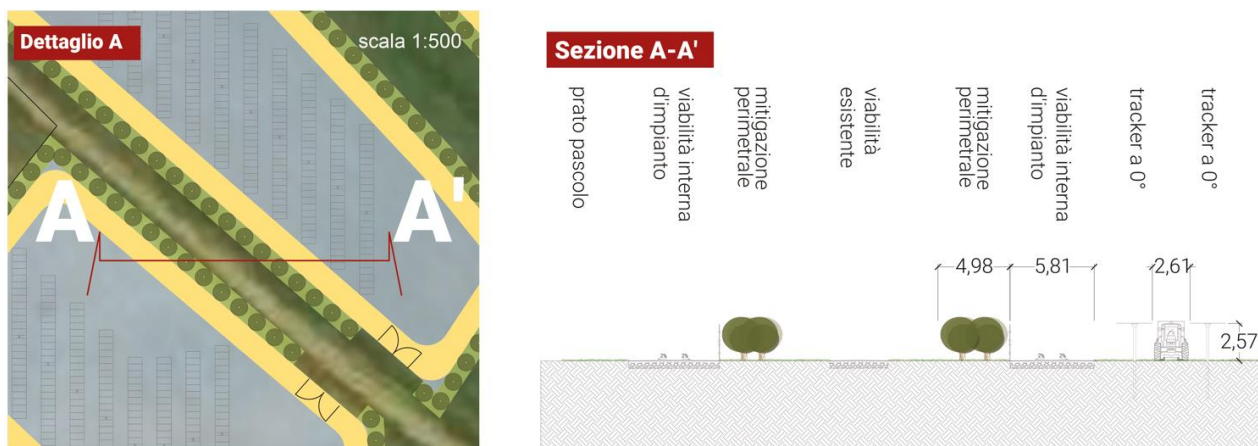 Dettaglio A
scala 1:500
A
A'
Sezione A-A'
prato pascolo
viabilità interna
d'impianto
mitigazione
perimetrale
viabilità
esistente
mitigazione
perimetrale
viabilità interna
d'impianto
tracker a 0°
tracker a 0°
4,98
5,81
2,61
2,57